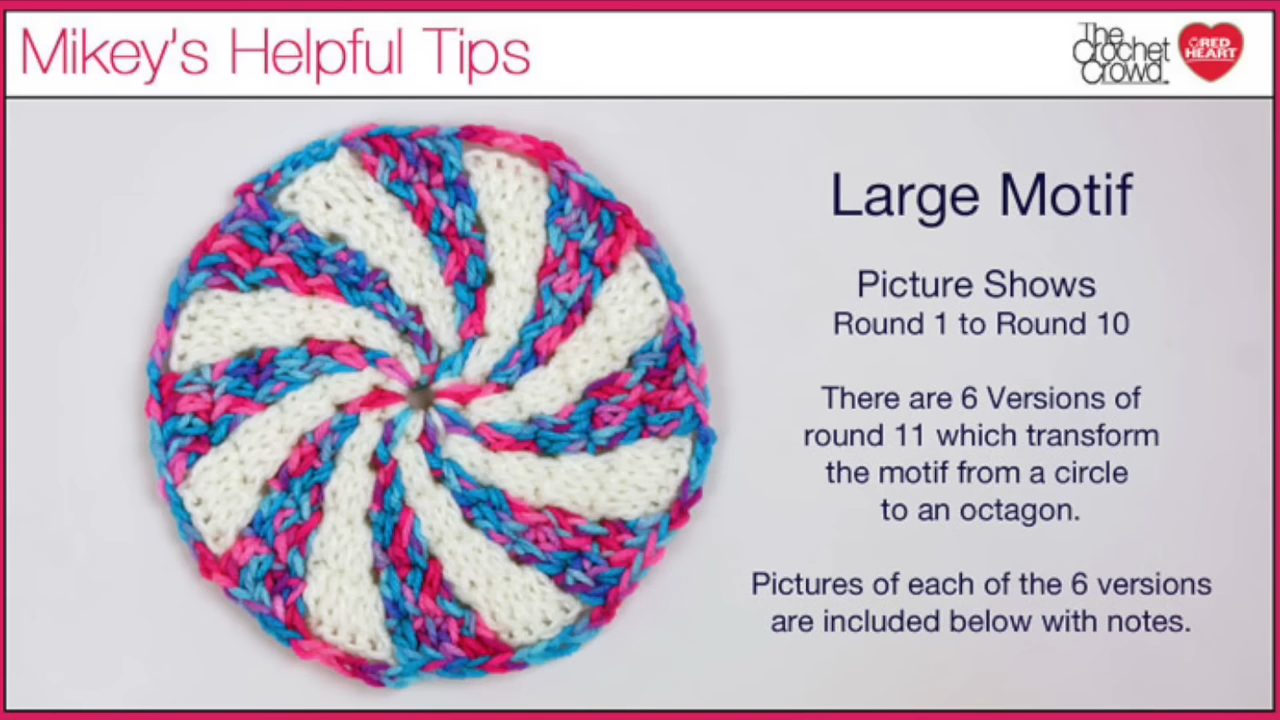 Mikey's Helpful Tips
The
Crochet
Crowd
RED
HEART
Large Motif
Picture Shows
Round 1 to Round 10
There are 6 Versions of
round 11 which transform
the motif from a circle
to an octagon.
Pictures of each of the 6 versions
are included below with notes.